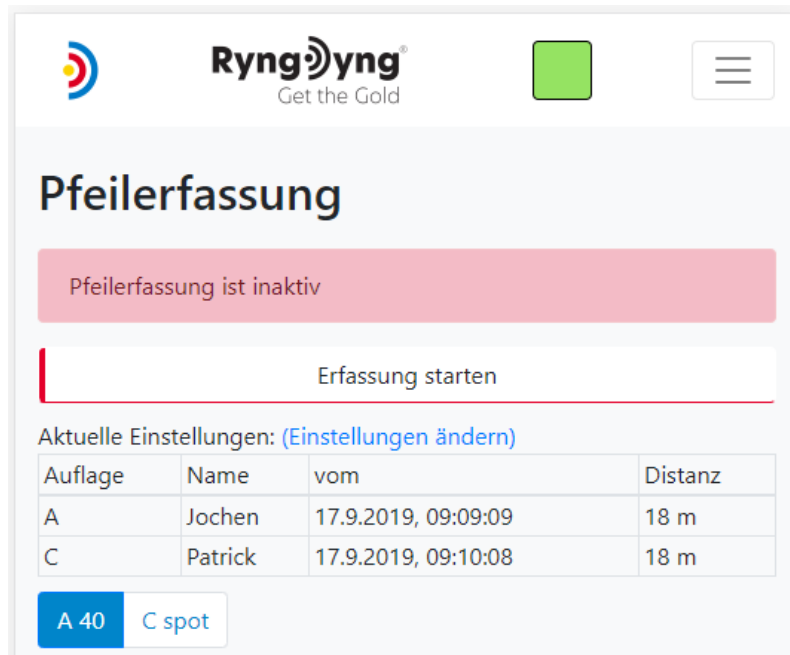 RyngDyng®
Get the Gold
Pfeilerfassung
Pfeilerfassung ist inaktiv
Erfassung starten
Aktuelle Einstellungen: (Einstellungen ändern)
Auflage Name vom Distanz
A Jochen 17.9.2019, 09:09:09 18 m
C Patrick 17.9.2019, 09:10:08 18 m
A 40 C spot